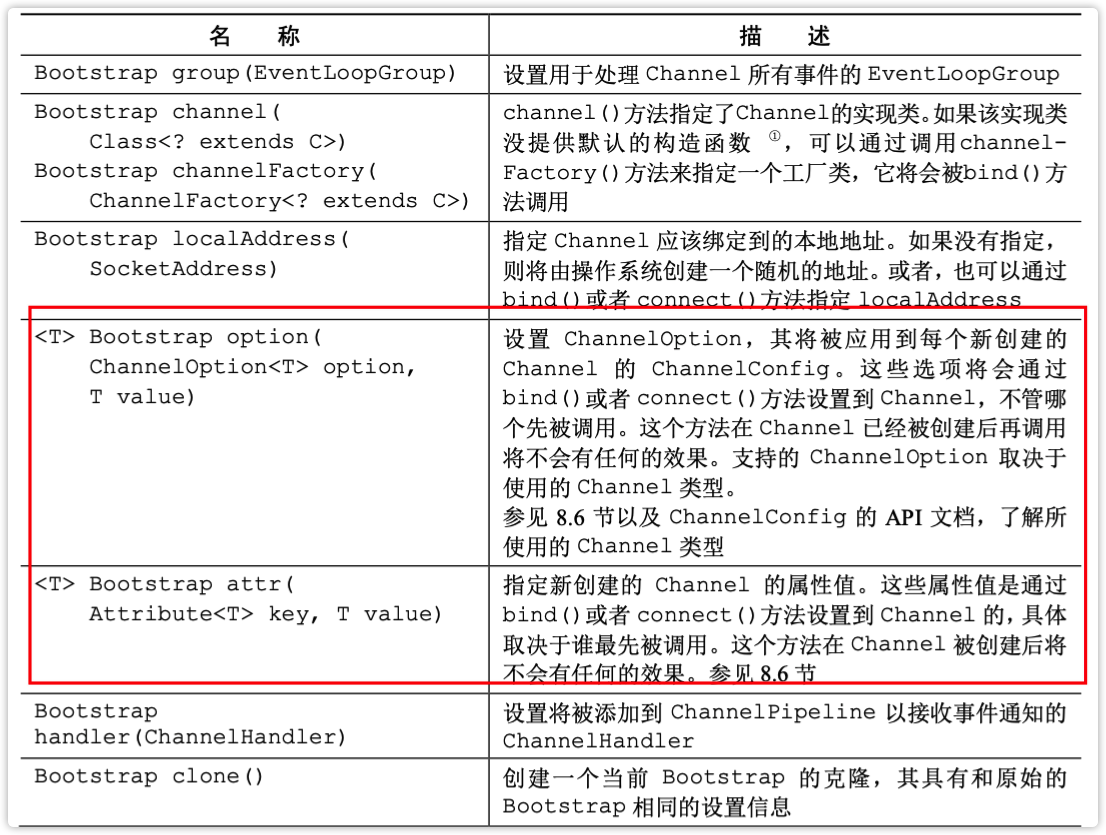 名 称
描 述
Bootstrap group(EventLoopGroup)
设置用于处理 Channel 所有事件的 EventLoopGroup
Bootstrap channel(
Class<? extends C>)
Bootstrap channelFactory(
ChannelFactory<? extends C>)
channel()方法指定了Channel的实现类。如果该实现类
没提供默认的构造函数 ①，可以通过调用channel-
Factory()方法来指定一个工厂类，它将会被bind()方
法调用
Bootstrap localAddress(
SocketAddress)
指定 Channel 应该绑定到的本地地址。如果没有指定，
则将由操作系统创建一个随机的地址。或者，也可以通过
bind()或者 connect()方法指定 localAddress
<T> Bootstrap option(
ChannelOption<T> option,
T value)
设置 ChannelOption，其将被应用到每个新创建的
Channel 的 ChannelConfig。这些选项将会通过
bind()或者 connect()方法设置到 Channel，不管哪
个先被调用。这个方法在 Channel 已经被创建后再调用
将不会有任何的效果。支持的 ChannelOption 取决于
使用的 Channel 类型。
参见 8.6 节以及 ChannelConfig 的 API 文档，了解所
使用的 Channel 类型
<T> Bootstrap attr(
Attribute<T> key, T value)
指定新创建的 Channel 的属性值。这些属性值是通过
bind()或者 connect()方法设置到 Channel 的，具体
取决于谁最先被调用。这个方法在 Channel 被创建后将
不会有任何的效果。参见 8.6 节
Bootstrap
handler(ChannelHandler)
设置将被添加到 ChannelPipeline 以接收事件通知的
ChannelHandler
Bootstrap clone()
创建一个当前 Bootstrap 的克隆，其具有和原始的
Bootstrap 相同的设置信息